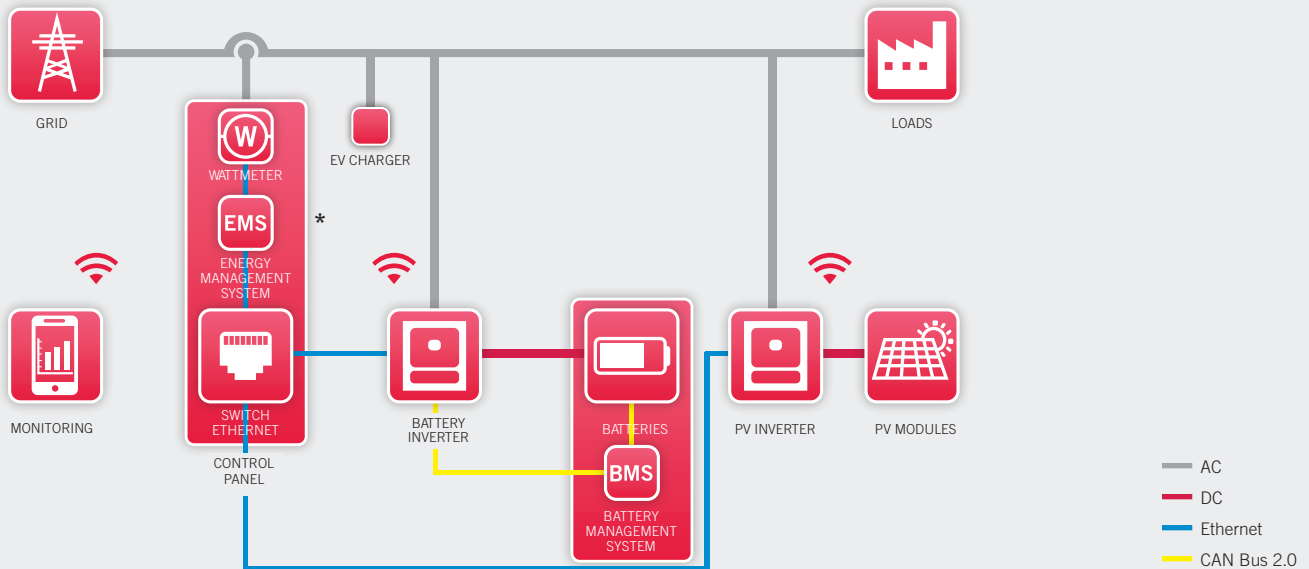 GRID
W
WATTMETER
EV CHARGER
LOADS
EMS
*
ENERGY
MANAGEMENT
SYSTEM
MONITORING
SWITCH
ETHERNET
CONTROL
PANEL
BATTERY
INVERTER
BATTERIES
BMS
BATTERY
MANAGEMENT
SYSTEM
PV INVERTER
PV MODULES
AC
DC
Ethernet
CAN Bus 2.0